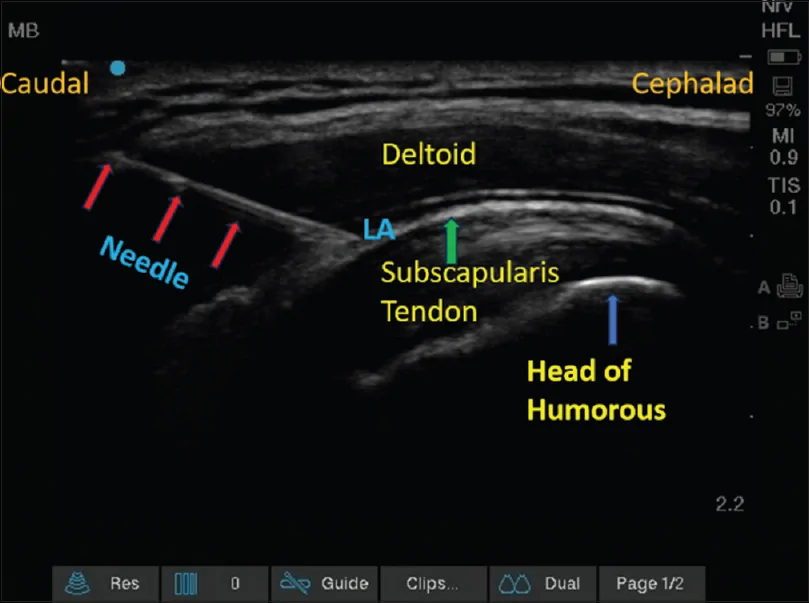 Nrv
MB
HFL
Caudal
Cephalad
97%
MI
0.9
TIS
0.1
Deltoid
LA
Needle
Subscapularis
Tendon
A
B
Head of
Humorous
2.2
Res
0
Guide
Clips...
Dual
Page 1/2